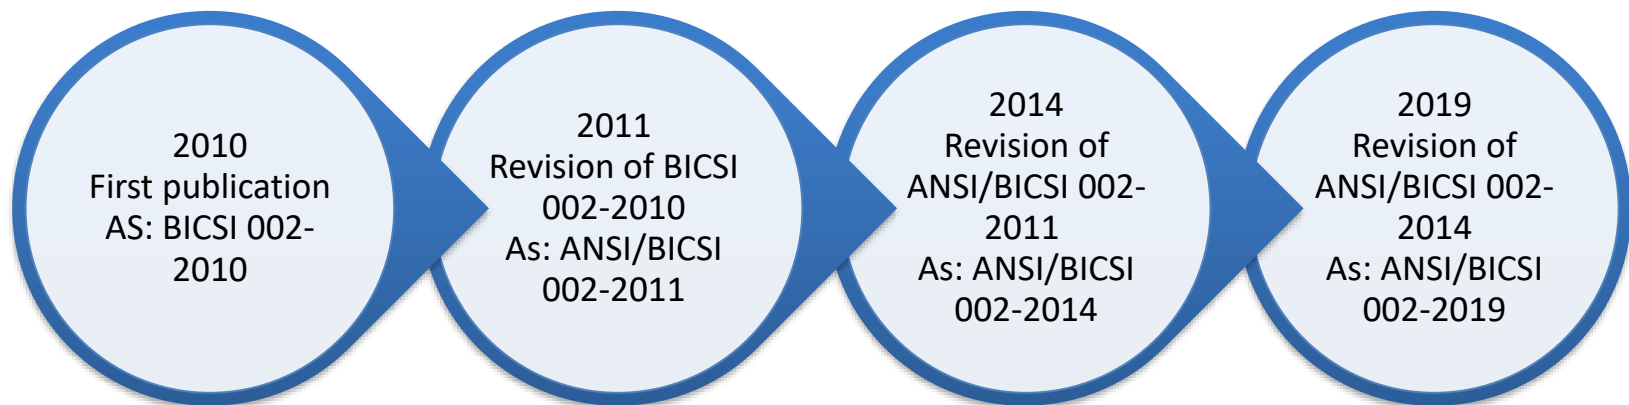 2010
First publication
AS: BICSI 002-
2010
2011
Revision of BICSI
002-2010
As: ANSI/BICSI
002-2011
2014
Revision of
ANSI/BICSI 002-
2011
As: ANSI/BICSI
002-2014
2019
Revision of
ANSI/BICSI 002-
2014
As: ANSI/BICSI
002-2019